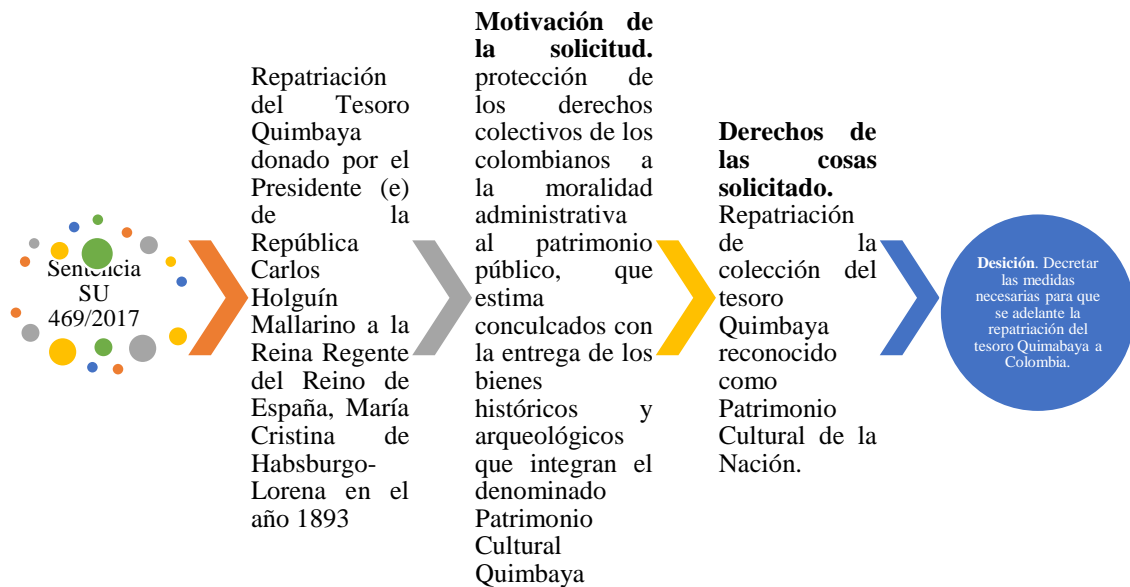 Sentencia
SU
469/2017
Repatriación
del Tesoro
Quimbaya
donado por el
Presidente (e)
de la
República
Carlos
Holguín
Mallarino a la
Reina Regente
del Reino de
España, María
Cristina de
Habsburgo-
Lorena en el
año 1893
Motivación de
la solicitud.
protección de
los derechos
colectivos de los
colombianos a
la moralidad
administrativa
al patrimonio
público, que
estima
conculcados con
la entrega de los
bienes
históricos y
arqueológicos
que integran el
denominado
Patrimonio
Cultural
Quimbaya
Derechos de
las cosas
solicitado.
Repatriación
de la
colección del
tesoro
Quimbaya
reconocido
como
Patrimonio
Cultural de la
Nación.
Desición. Decretar
las medidas
necesarias para que
se adelante la
repatriación del
tesoro Quimabaya a
Colombia.